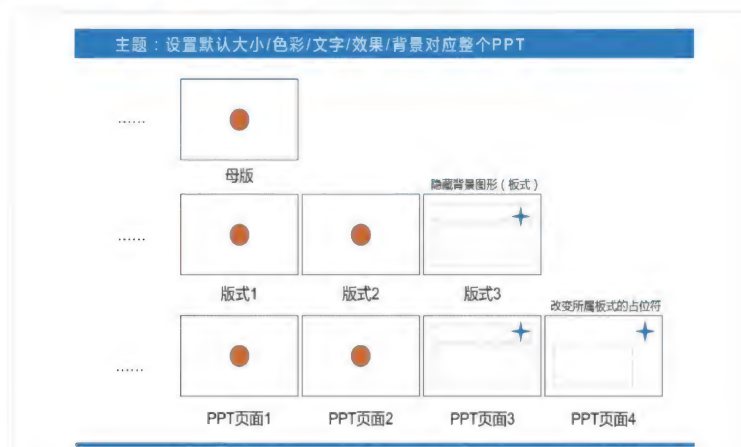 主题：设置默认大小/色彩/文字/效果/背景对应整个PPT
......
母版
隐藏背景图形（板式）
......
版式1 版式2 版式3
改变所属板式的占位符
......
PPT页面1 PPT页面2 PPT页面3 PPT页面4